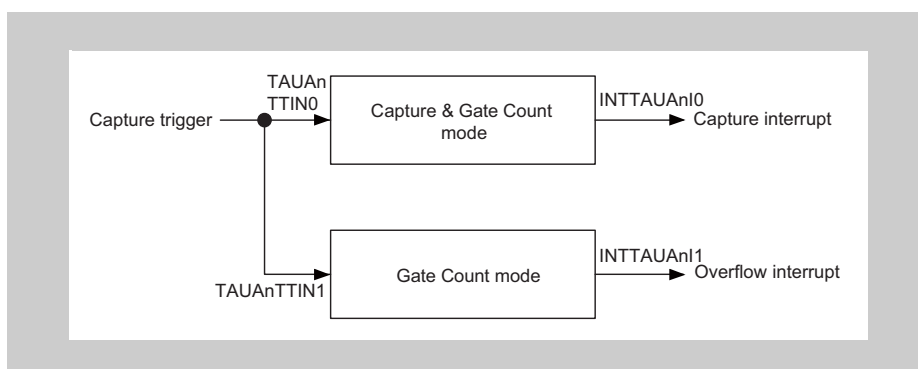 TAUAn
TTIN0
Capture trigger
Capture & Gate Count
mode
INTTAUAnI0
Capture interrupt
Gate Count mode
INTTAUAnI1
Overflow interrupt
TAUAnTTIN1